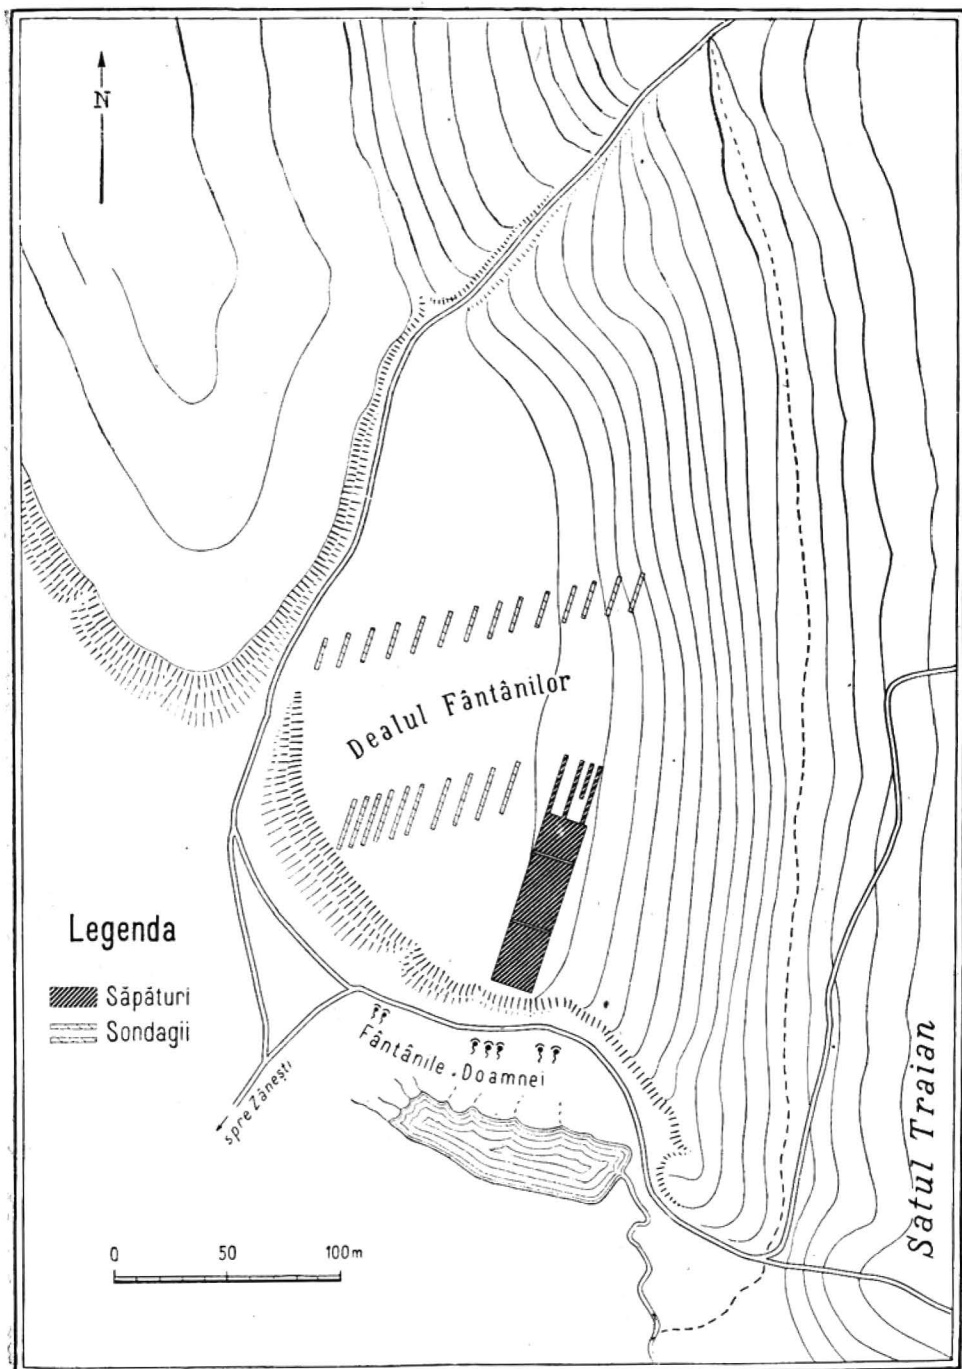 N
Dealul Fântânilor
Legenda
Săpături
Sondagii
Fântânile Doamnei
spre Zănești
0 50 100m
Satul Traian